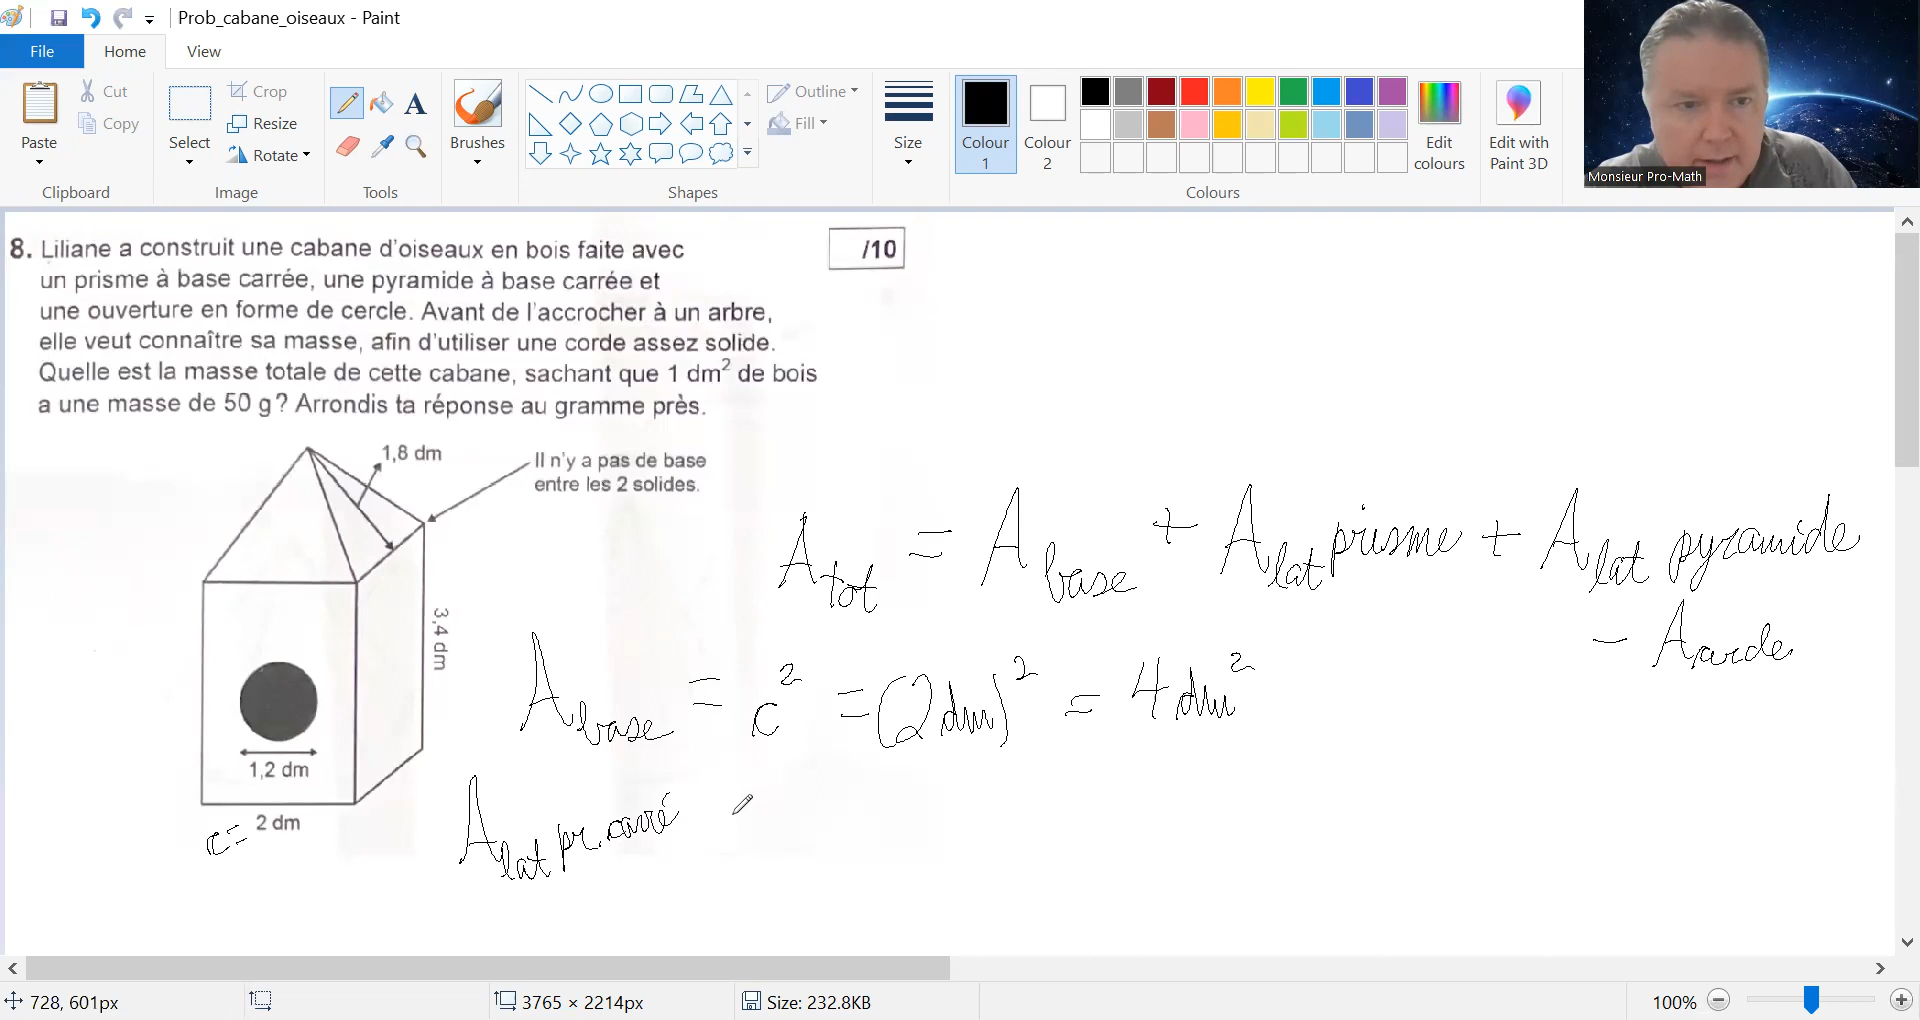 Prob_cabane_oiseaux - Paint
File Home View
Paste
Cut
Copy
Clipboard
Select
Crop
Resize
Rotate
Image
A
Tools
Brushes
Shapes
Outline
Fill
Size
Colour 1
Colour 2
Edit colours
Edit with Paint 3D
Colours
Monsieur Pro-Math
8. Liliane a construit une cabane d'oiseaux en bois faite avec
un prisme à base carrée, une pyramide à base carrée et
une ouverture en forme de cercle. Avant de l'accrocher à un arbre,
elle veut connaître sa masse, afin d'utiliser une corde assez solide.
Quelle est la masse totale de cette cabane, sachant que 1 dm² de bois
a une masse de 50 g? Arrondis ta réponse au gramme près.
/10
1,8 dm
Il n'y a pas de base
entre les 2 solides.
3,4 dm
1,2 dm
c= 2 dm
A tot = A base + A lat prisme + A lat pyramide
- A
A base = c² = (2 dm)² = 4 dm²
A lat pr. carré
728, 601px
3765 × 2214px
Size: 232.8KB
100%